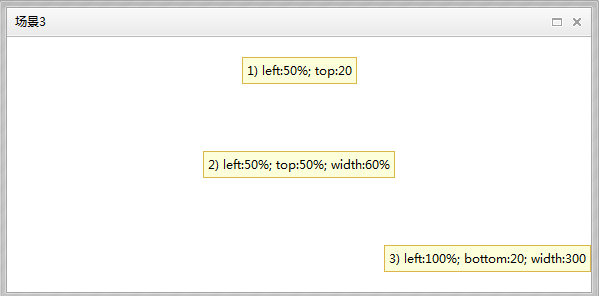 场景3
1) left:50%; top:20
2) left:50%; top:50%; width:60%
3) left:100%; bottom:20; width:300